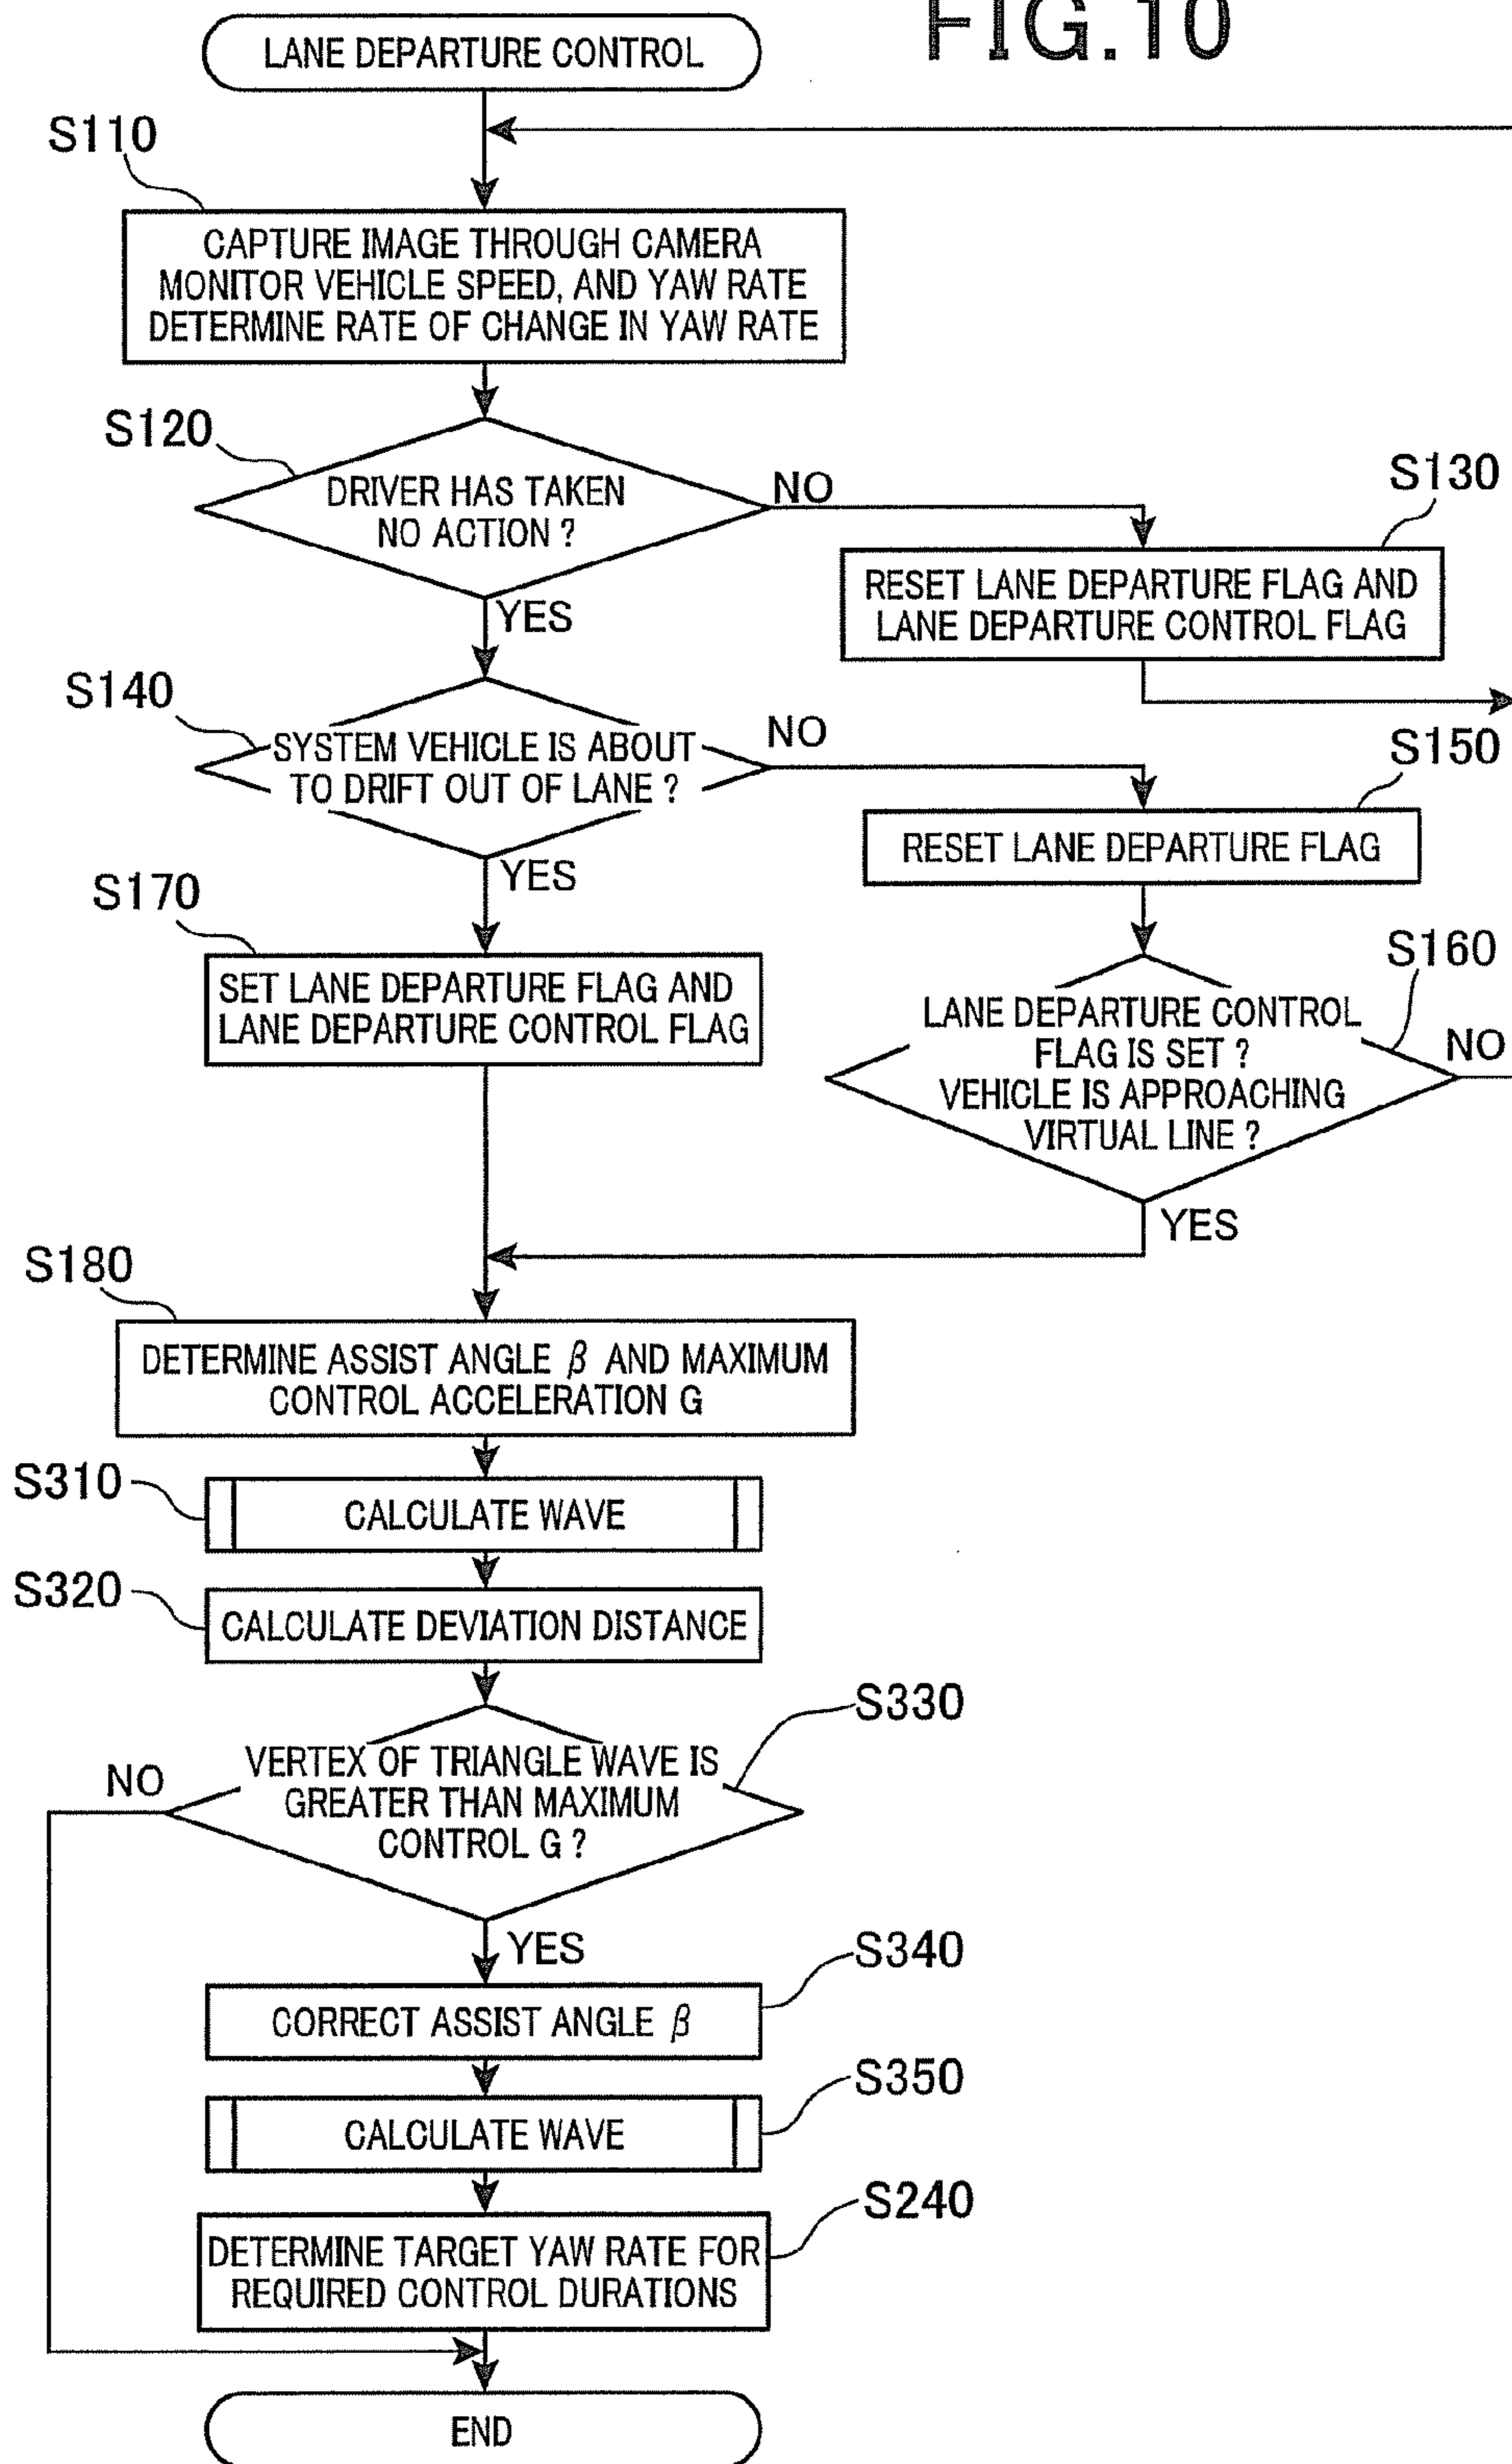 FIG.10
LANE DEPARTURE CONTROL
S110
CAPTURE IMAGE THROUGH CAMERA
MONITOR VEHICLE SPEED, AND YAW RATE
DETERMINE RATE OF CHANGE IN YAW RATE
S120
DRIVER HAS TAKEN
NO ACTION ?
NO
YES
S130
RESET LANE DEPARTURE FLAG AND
LANE DEPARTURE CONTROL FLAG
S140
SYSTEM VEHICLE IS ABOUT
TO DRIFT OUT OF LANE ?
NO
YES
S150
RESET LANE DEPARTURE FLAG
S160
LANE DEPARTURE CONTROL
FLAG IS SET ?
VEHICLE IS APPROACHING
VIRTUAL LINE ?
NO
YES
S170
SET LANE DEPARTURE FLAG AND
LANE DEPARTURE CONTROL FLAG
S180
DETERMINE ASSIST ANGLE β AND MAXIMUM
CONTROL ACCELERATION G
S310
CALCULATE WAVE
S320
CALCULATE DEVIATION DISTANCE
S330
VERTEX OF TRIANGLE WAVE IS
GREATER THAN MAXIMUM
CONTROL G ?
NO
YES
S340
CORRECT ASSIST ANGLE β
S350
CALCULATE WAVE
S240
DETERMINE TARGET YAW RATE FOR
REQUIRED CONTROL DURATIONS
END